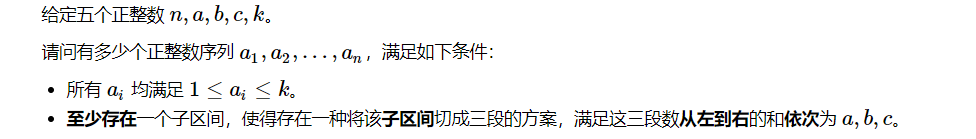 给定五个正整数 n, a, b, c, k。
请问有多少个正整数序列 a₁, a₂, …, aₙ，满足如下条件：
• 所有 aᵢ 均满足 1 ≤ aᵢ ≤ k。
• 至少存在一个子区间，使得存在一种将该子区间切成三段的方案，满足这三段数从左到右的和依次为 a, b, c。